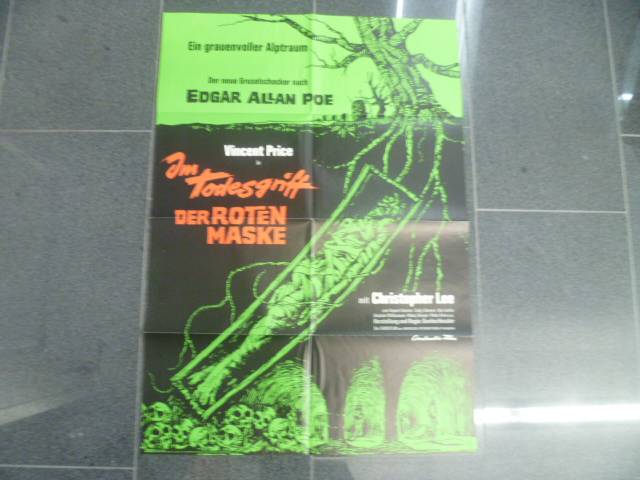 Ein grauenvoller Alptraum
Der neue Gruselschocker nach
EDGAR ALLAN POE
Vincent Price
in
Im
Todesgriff
DER ROTEN
MASKE
mit Christopher Lee